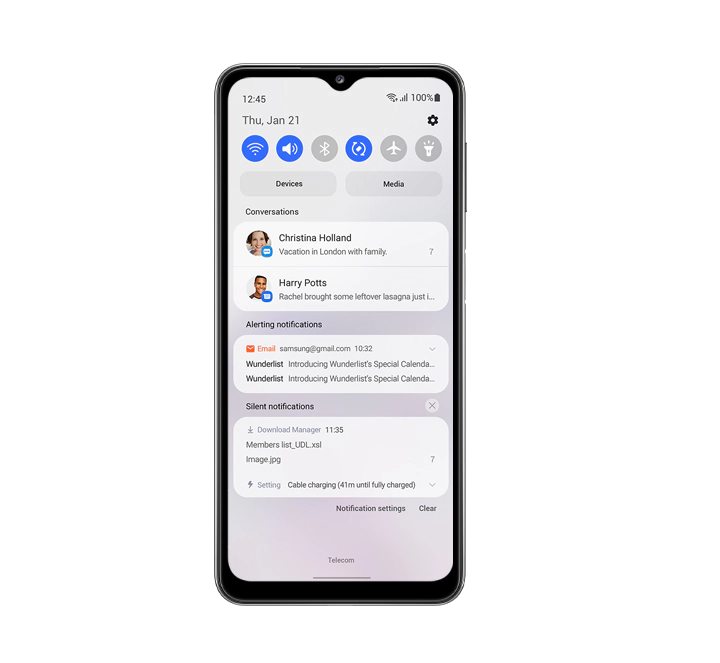 12:45 100%
Thu, Jan 21
Devices Media
Conversations
Christina Holland
Vacation in London with family. 7
Harry Potts
Rachel brought some leftover lasagna just i...
Alerting notifications
Email samsung@gmail.com 10:32
Wunderlist Introducing Wunderlist's Special Calenda...
Wunderlist Introducing Wunderlist's Special Calenda...
Silent notifications
Download Manager 11:35
Members list_UDL.xsl
Image.jpg 7
Setting Cable charging (41m until fully charged)
Notification settings Clear
Telecom